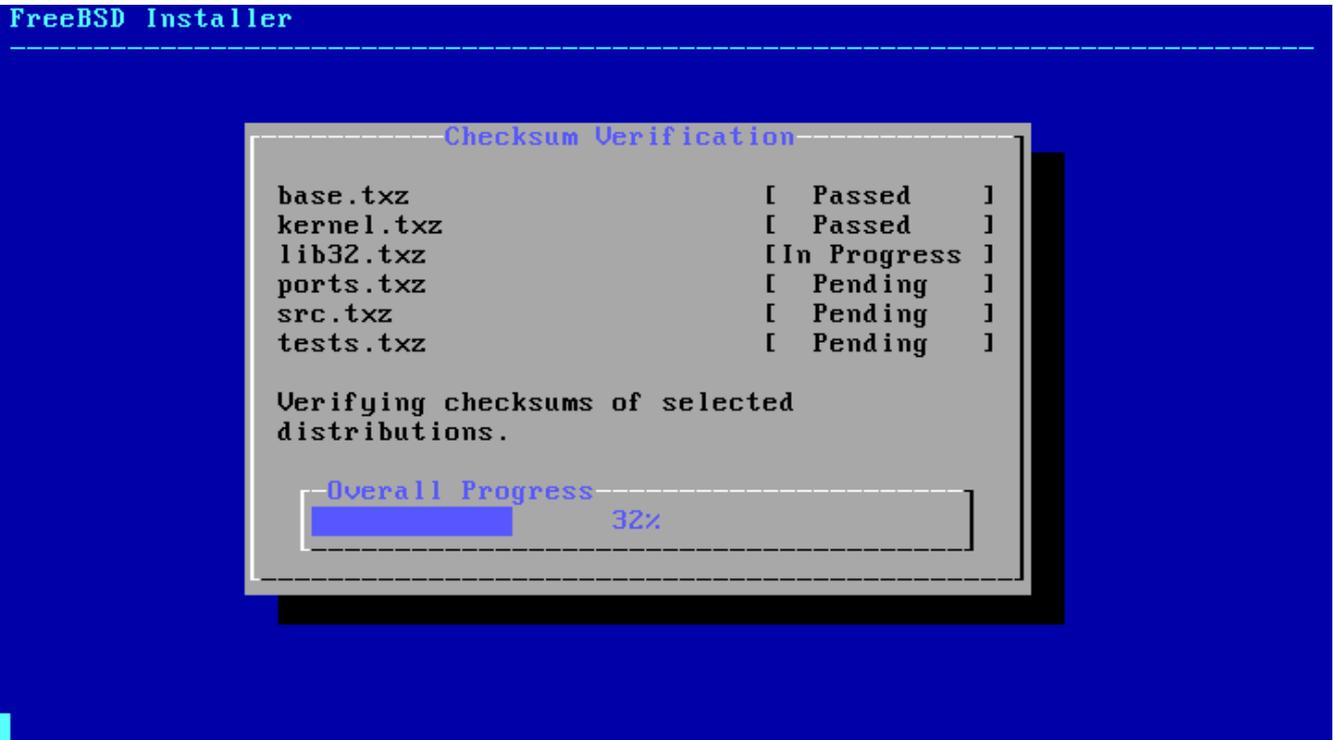 FreeBSD Installer
Checksum Verification
base.txz [ Passed ]
kernel.txz [ Passed ]
lib32.txz [In Progress ]
ports.txz [ Pending ]
src.txz [ Pending ]
tests.txz [ Pending ]
Verifying checksums of selected
distributions.
Overall Progress
32%